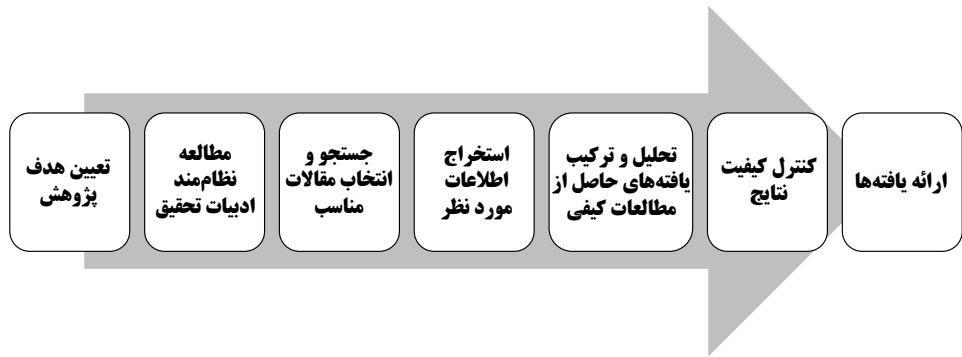 تعیین هدف
پژوهش
مطالعه
نظام‌مند
ادبیات تحقیق
جستجو و
انتخاب مقالات
مناسب
استخراج
اطلاعات
مورد نظر
تحلیل و ترکیب
یافته‌های حاصل از
مطالعات کیفی
کنترل کیفیت
نتایج
ارائه یافته‌ها